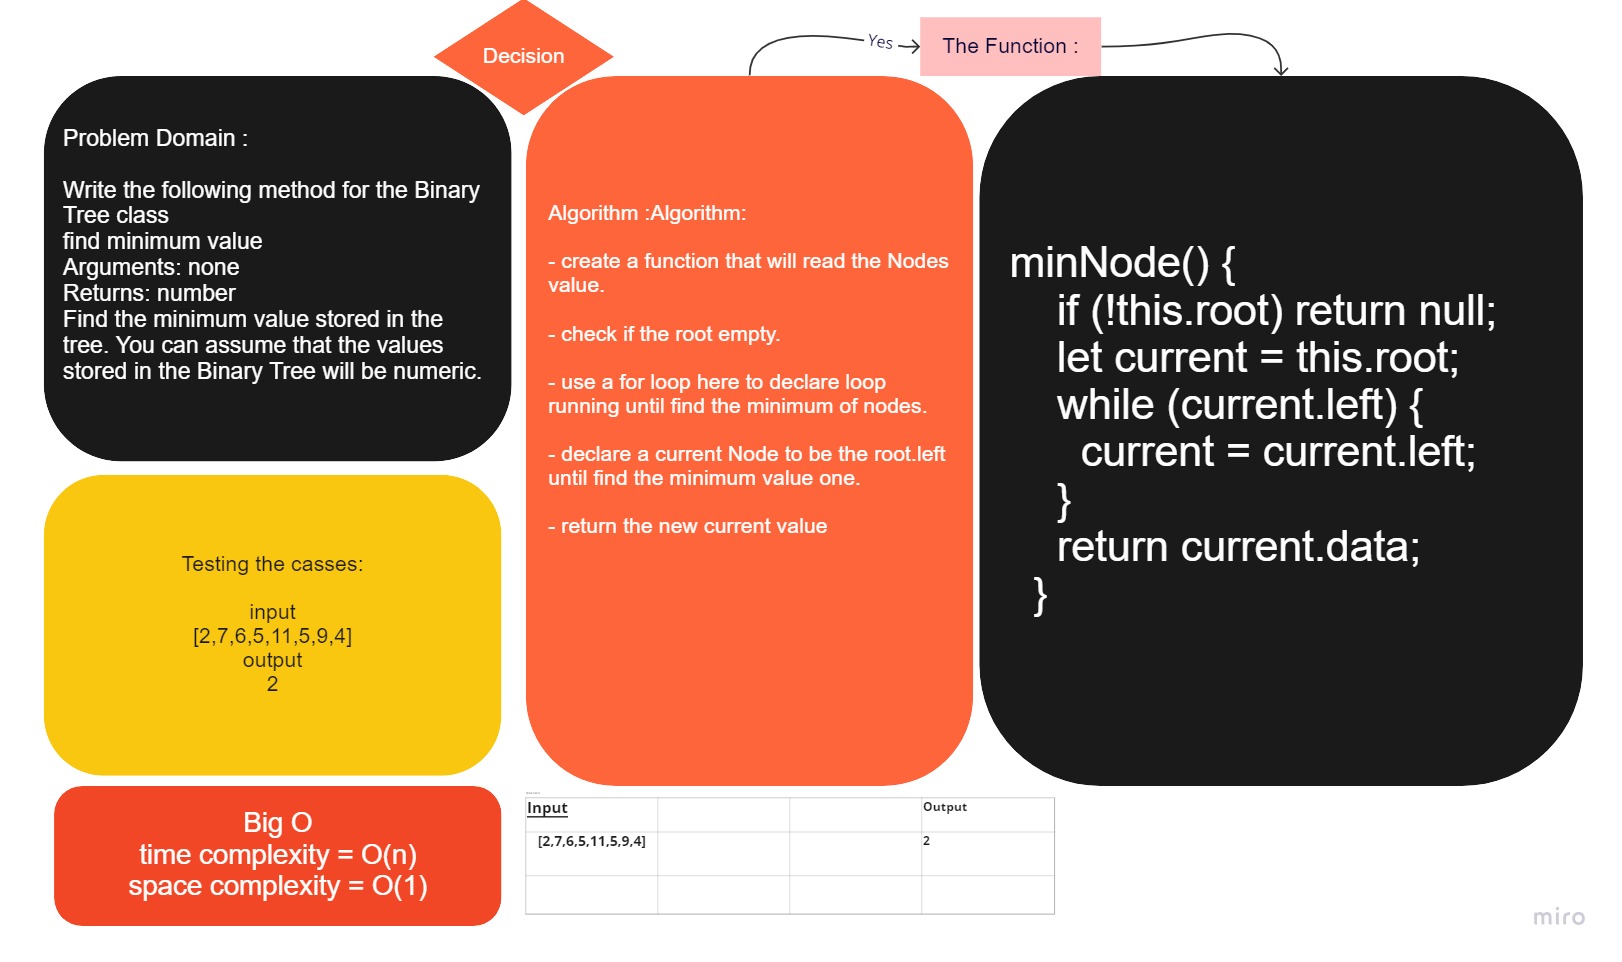 Decision
Yes
The Function :
Problem Domain :
Write the following method for the Binary
Tree class
find minimum value
Arguments: none
Returns: number
Find the minimum value stored in the
tree. You can assume that the values
stored in the Binary Tree will be numeric.
Algorithm :Algorithm:
- create a function that will read the Nodes
value.
- check if the root empty.
- use a for loop here to declare loop
running until find the minimum of nodes.
- declare a current Node to be the root.left
until find the minimum value one.
- return the new current value
minNode() {
if (!this.root) return null;
let current = this.root;
while (current.left) {
current = current.left;
}
return current.data;
}
Testing the casses:
input
[2,7,6,5,11,5,9,4]
output
2
Big O
time complexity = O(n)
space complexity = O(1)
Input Output
[2,7,6,5,11,5,9,4] 2
miro